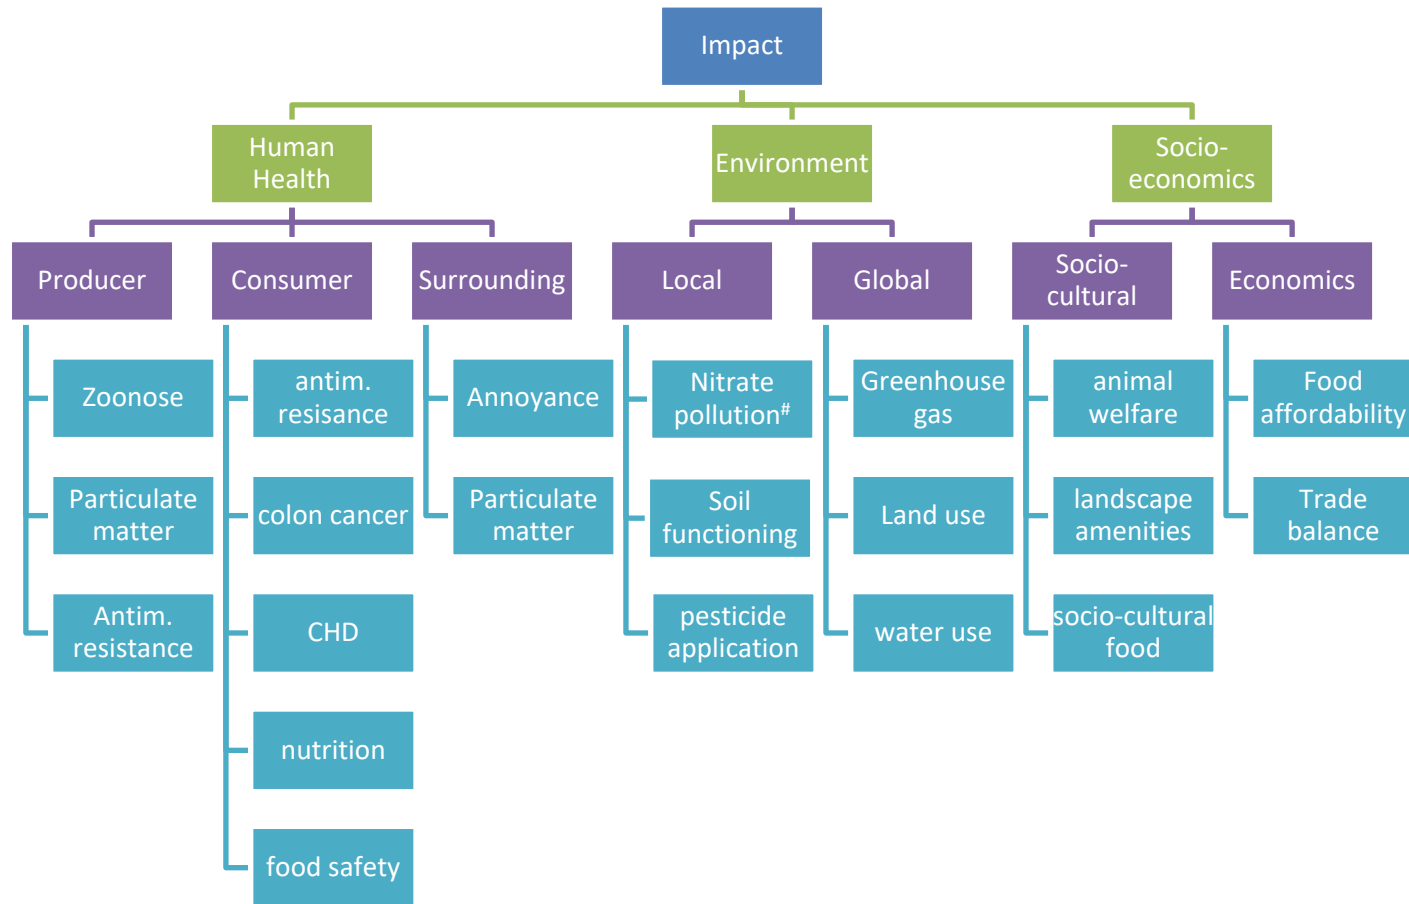 Impact
Human
Health
Environment
Socio-
economics
Producer
Consumer
Surrounding
Local
Global
Socio-
cultural
Economics
Zoonose
antim.
resisance
Annoyance
Nitrate
pollution#
Greenhouse
gas
animal
welfare
Food
affordability
Particulate
matter
colon cancer
Particulate
matter
Soil
functioning
Land use
landscape
amenities
Trade
balance
Antim.
resistance
CHD
pesticide
application
water use
socio-cultural
food
nutrition
food safety